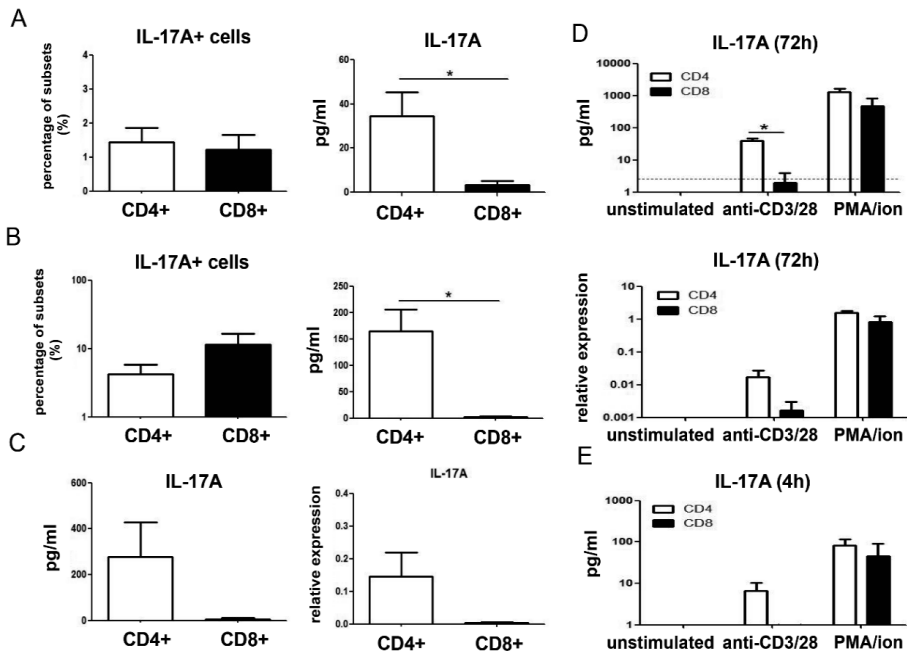 A
IL-17A+ cells
percentage of subsets
(%)
4
3
2
1
0
CD4+
CD8+
IL-17A
pg/ml
60
40
20
0
*
CD4+
CD8+
B
IL-17A+ cells
percentage of subsets
(%)
100
10
1
CD4+
CD8+
pg/ml
250
200
150
100
50
0
*
CD4+
CD8+
C
IL-17A
pg/ml
600
400
200
0
CD4+
CD8+
IL-17A
relative expression
0.4
0.3
0.2
0.1
0.0
CD4+
CD8+
D
IL-17A (72h)
CD4
CD8
pg/ml
10000
1000
100
10
1
*
unstimulated anti-CD3/28 PMA/ion
IL-17A (72h)
CD4
CD8
relative expression
10
1
0.1
0.01
0.001
unstimulated anti-CD3/28 PMA/ion
E
IL-17A (4h)
CD4
CD8
pg/ml
1000
100
10
1
unstimulated anti-CD3/28 PMA/ion